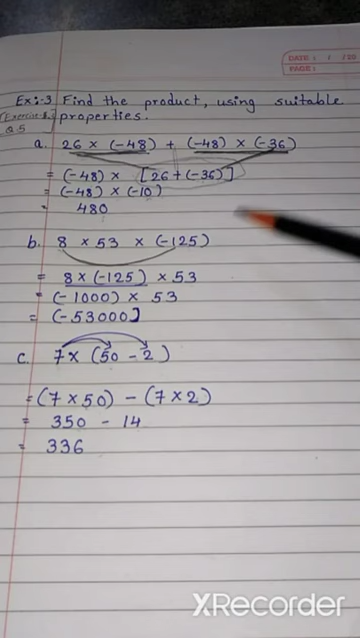 DATE: / /20
PAGE:
Ex:-3 Find the product, using suitable
properties.
Q.5
a. 26 × (-48) + (-48) × (-36)
= (-48) × [26 + (-36)]
= (-48) × (-10)
= 480
b. 8 × 53 × (-125)
= 8 × (-125) × 53
= (-1000) × 53
= (-53000]
c. 7 × (50 - 2)
= (7 × 50) - (7 × 2)
= 350 - 14
= 336
XRecorder